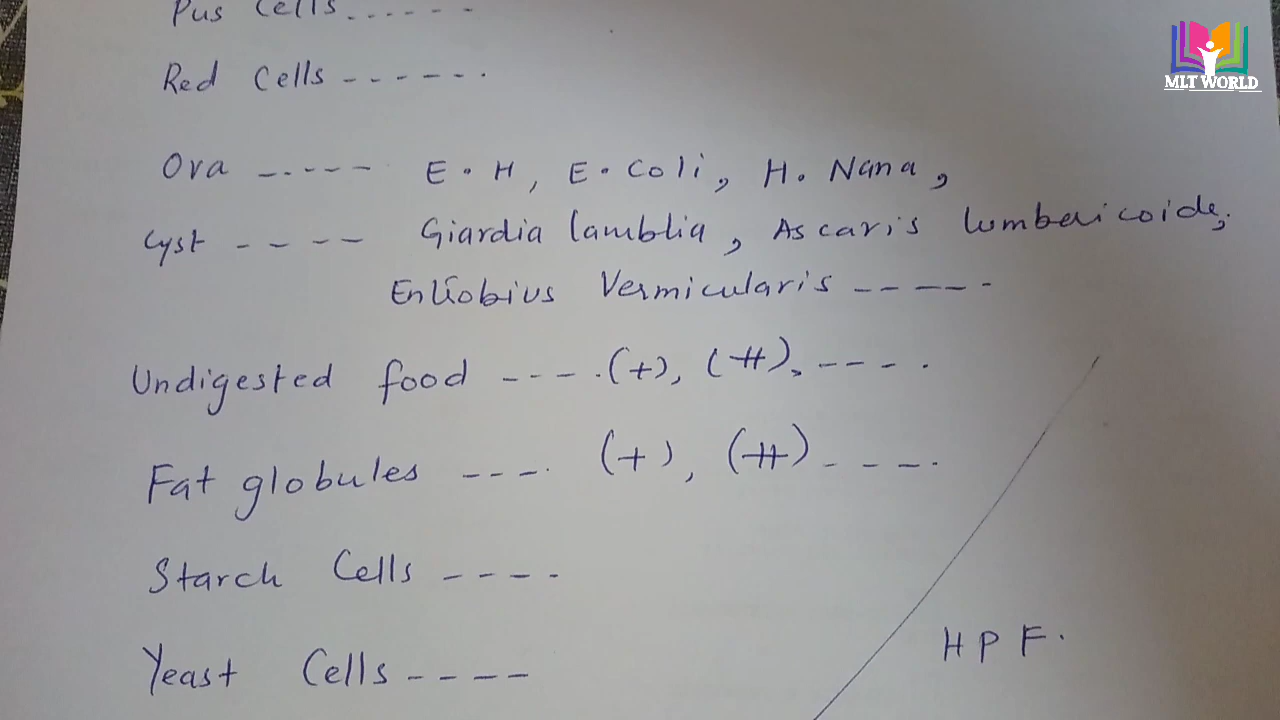 Pus Cells......
Red Cells ------.
Ova ------ E. H, E. Coli, H. Nana,
Cyst ---- Giardia lamblia, Ascaris lumbericoide,
Entiobius Vermicularis -----
Undigested food ----.(+), (++), ----.
Fat globules ---. (+), (++) ----.
Starch Cells ----
Yeast Cells ----
HPF.
MLT WORLD